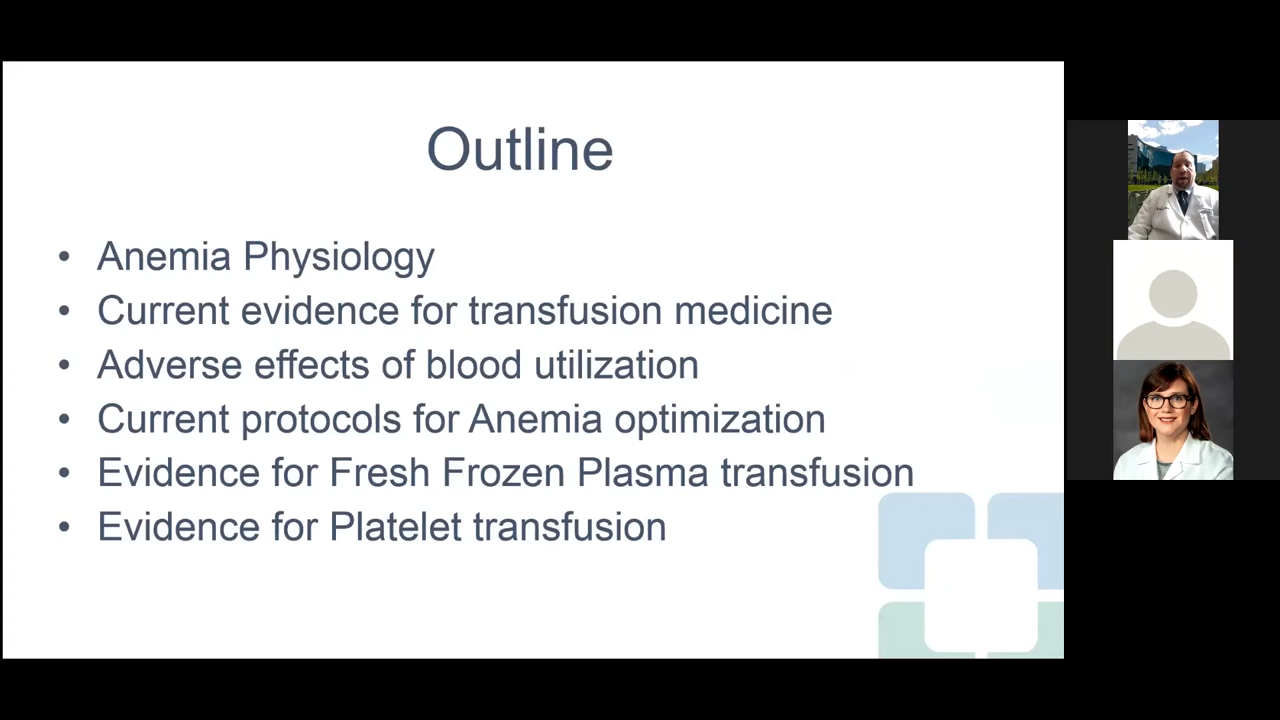 Outline
• Anemia Physiology
• Current evidence for transfusion medicine
• Adverse effects of blood utilization
• Current protocols for Anemia optimization
• Evidence for Fresh Frozen Plasma transfusion
• Evidence for Platelet transfusion